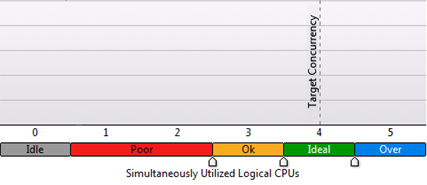 Target Concurrency
0 1 2 3 4 5
Idle Poor Ok Ideal Over
Simultaneously Utilized Logical CPUs